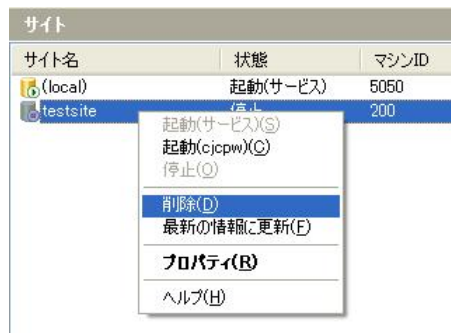 サイト
サイト名 状態 マシンID
(local) 起動(サービス) 5050
testsite 停止 200
起動(サービス)(S)
起動(cjcpw)(C)
停止(O)
削除(D)
最新の情報に更新(F)
プロパティ(R)
ヘルプ(H)